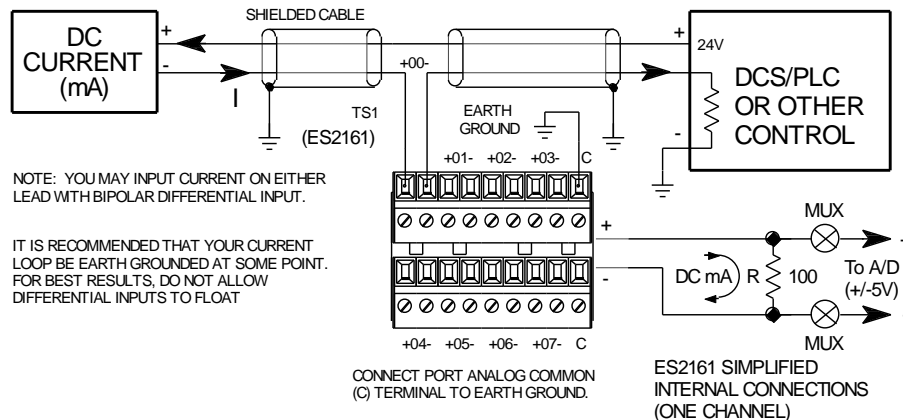 SHIELDED CABLE
DC
CURRENT
(mA)
+
-
I
+00-
TS1
(ES2161)
EARTH
GROUND
+
24V
-
DCS/PLC
OR OTHER
CONTROL
+01- +02- +03- C
NOTE: YOU MAY INPUT CURRENT ON EITHER
LEAD WITH BIPOLAR DIFFERENTIAL INPUT.
IT IS RECOMMENDED THAT YOUR CURRENT
LOOP BE EARTH GROUNDED AT SOME POINT.
FOR BEST RESULTS, DO NOT ALLOW
DIFFERENTIAL INPUTS TO FLOAT
+
-
MUX
DC mA
R
100
To A/D
(+/-5V)
MUX
+04- +05- +06- +07- C
CONNECT PORT ANALOG COMMON
(C) TERMINAL TO EARTH GROUND.
ES2161 SIMPLIFIED
INTERNAL CONNECTIONS
(ONE CHANNEL)